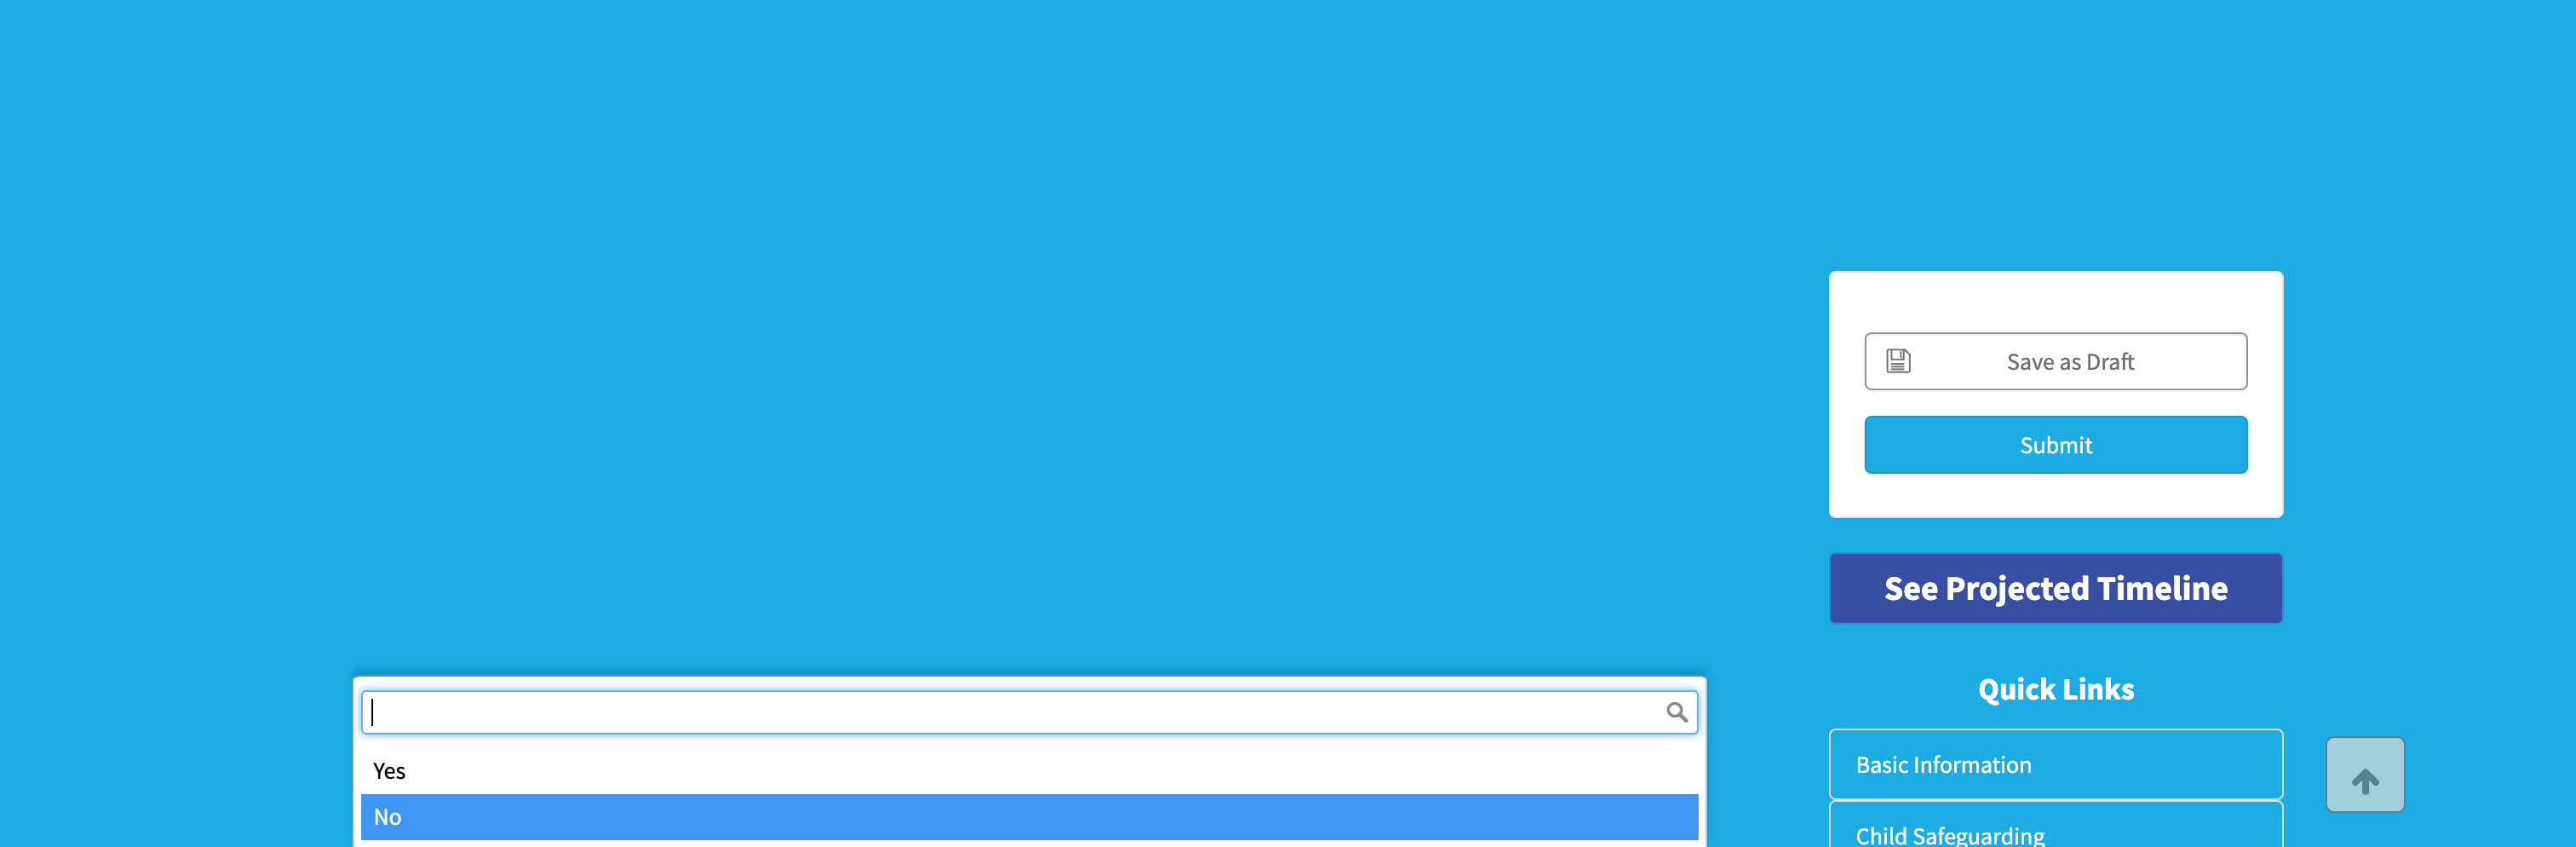 Save as Draft
Submit
See Projected Timeline
Quick Links
Yes
Basic Information
No
Child Safeguarding